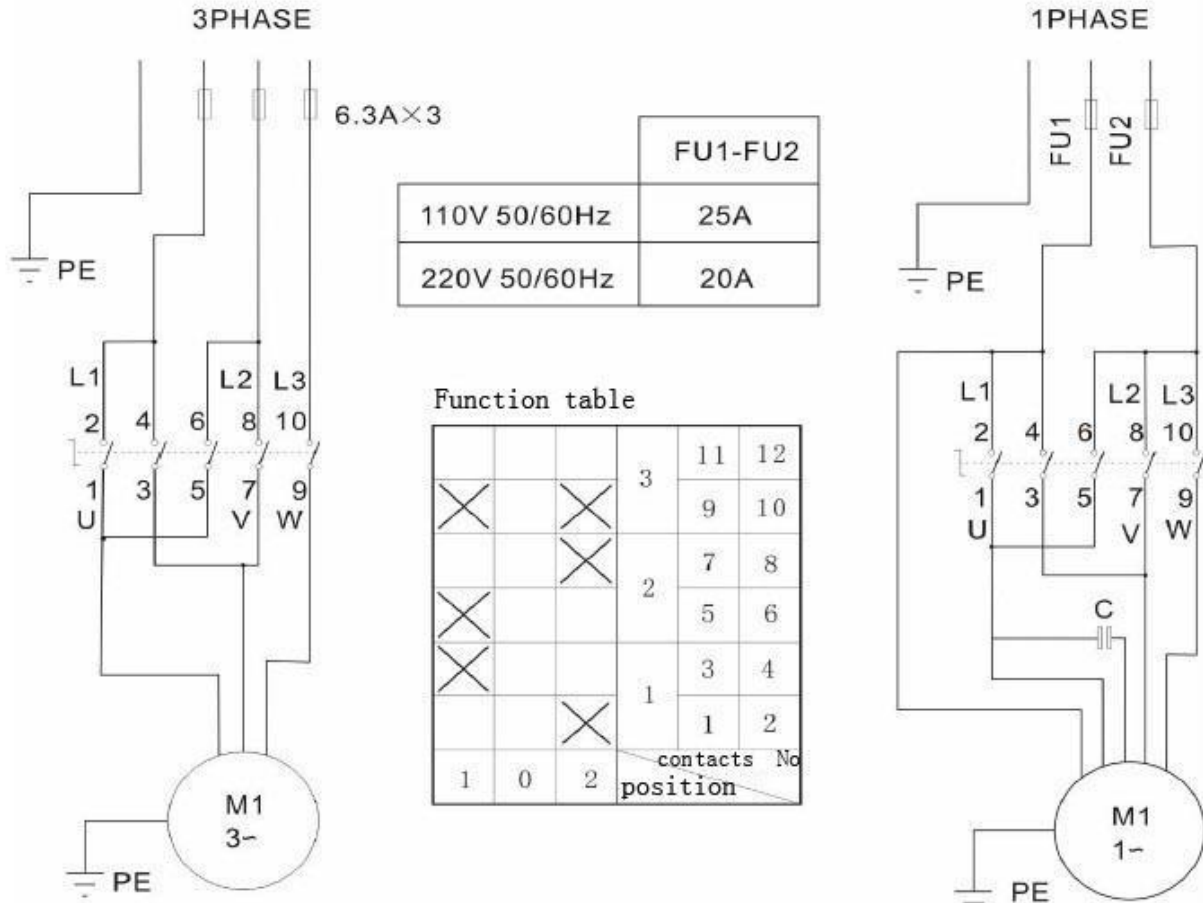 3PHASE
6.3A×3
PE
L1 L2 L3
2 4 6 8 10
1 3 5 7 9
U V W
M1
3~
PE
FU1-FU2
110V 50/60Hz 25A
220V 50/60Hz 20A
Function table
3 11 12
9 10
2 7 8
5 6
1 3 4
1 2
contacts No
1 0 2 position
1PHASE
FU1 FU2
PE
L1 L2 L3
2 4 6 8 10
1 3 5 7 9
U V W
C
M1
1~
PE